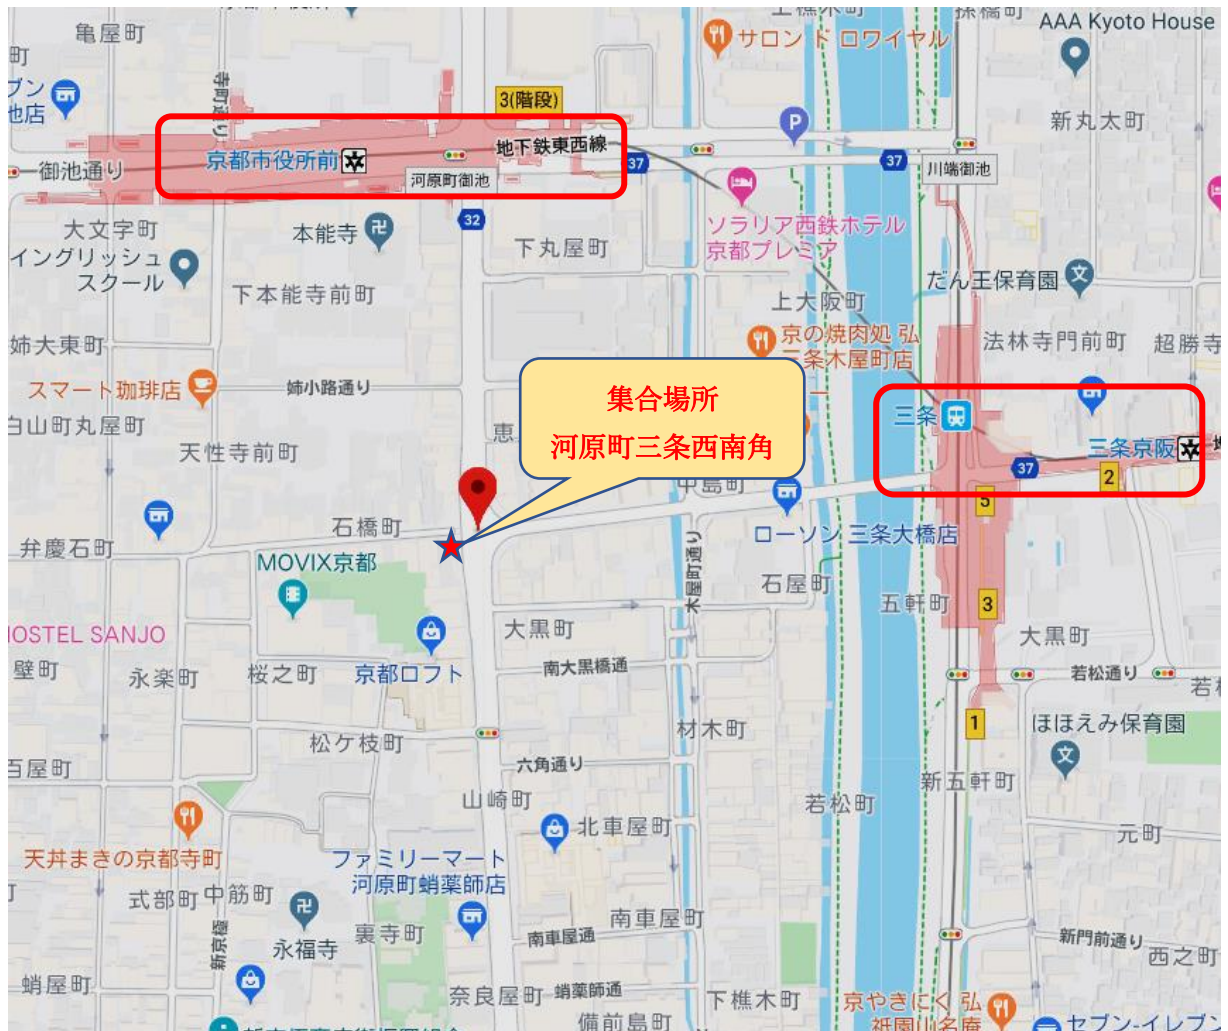 亀屋町
サロン ド ロワイヤル
AAA Kyoto House
町
ブン
池店
寺町通り
3(階段)
新丸太町
P
京都市役所前
地下鉄東西線
37
37
御池通り
河原町御池
川端御池
32
大文字町
本能寺
下丸屋町
ソラリア西鉄ホテル
京都プレミア
イングリッシュ
スクール
下本能寺前町
上大阪町
だん王保育園
姉大東町
京の焼肉処 弘
三条木屋町店
法林寺門前町
超勝寺
スマート珈琲店
姉小路通り
集合場所
河原町三条西南角
三条
白山町丸屋町
天性寺前町
恵
三条京阪
37
2
中島町
石橋町
5
弁慶石町
ローソン 三条大橋店
MOVIX京都
木屋町通り
石屋町
五軒町
3
HOSTEL SANJO
大黒町
大黒町
壁町
永楽町
桜之町
京都ロフト
南大黒橋通
若松通り
若松
1
松ケ枝町
材木町
ほほえみ保育園
百屋町
六角通り
新五軒町
山崎町
若松町
北車屋町
元町
天丼まきの京都寺町
ファミリーマート
河原町蛸薬師店
式部町
中筋町
南車屋町
新京極
永福寺
裏寺町
南車屋通
新門前通り
西之町
蛸屋町
奈良屋町
蛸薬師通
下樵木町
京やきにく 弘
祇園山名庵
備前島町
セブン-イレブン